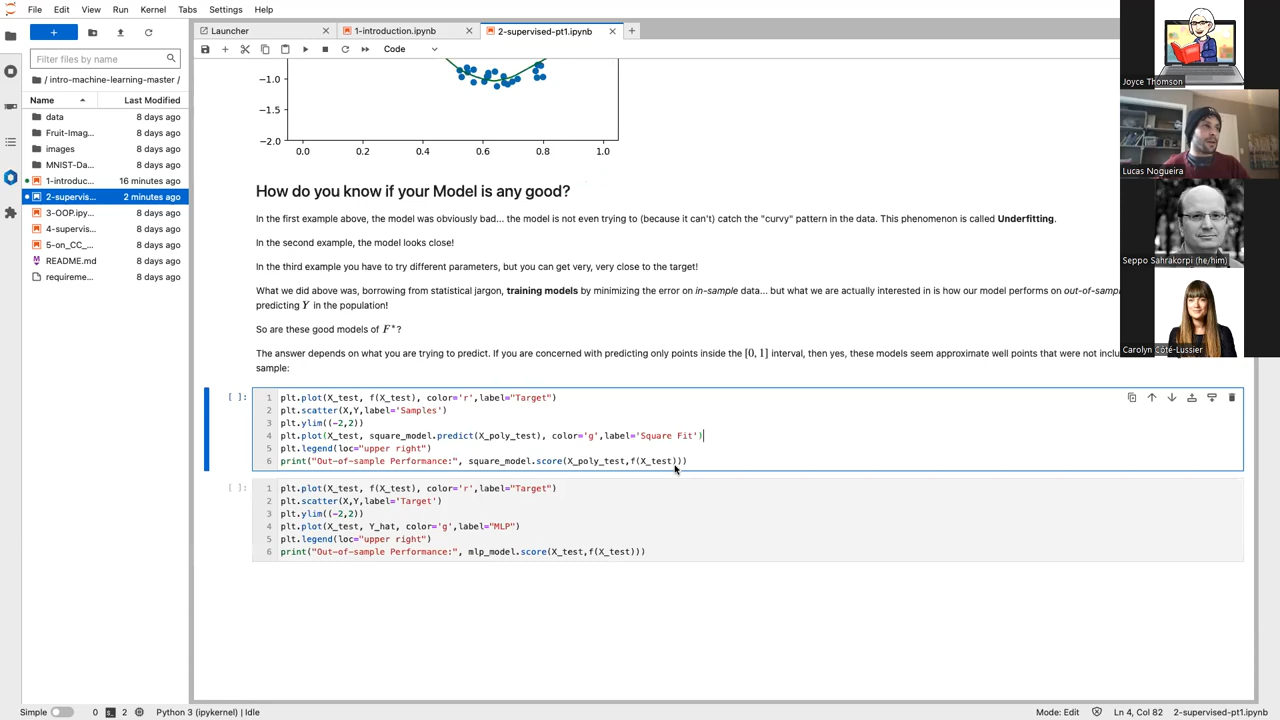 File Edit View Run Kernel Tabs Settings Help
Launcher
1-introduction.ipynb
2-supervised-pt1.ipynb
Filter files by name
Code
/ intro-machine-learning-master /
Name Last Modified
data 8 days ago
Fruit-Imag... 8 days ago
images 8 days ago
MNIST-Da... 8 days ago
1-introduc... 16 minutes ago
2-supervis... 2 minutes ago
3-OOP.ipy... 8 days ago
4-supervis... 8 days ago
5-on_CC_... 8 days ago
README.md 8 days ago
requireme... 8 days ago
−1.0
−1.5
−2.0
0.0 0.2 0.4 0.6 0.8 1.0
How do you know if your Model is any good?
In the first example above, the model was obviously bad... the model is not even trying to (because it can't) catch the "curvy" pattern in the data. This phenomenon is called Underfitting.
In the second example, the model looks close!
In the third example you have to try different parameters, but you can get very, very close to the target!
What we did above was, borrowing from statistical jargon, training models by minimizing the error on in-sample data... but what we are actually interested in is how our model performs on out-of-sam
predicting Y in the population!
So are these good models of F*?
The answer depends on what you are trying to predict. If you are concerned with predicting only points inside the [0, 1] interval, then yes, these models seem approximate well points that were not inclu
sample:
[ ]:
1 plt.plot(X_test, f(X_test), color='r',label="Target")
2 plt.scatter(X,Y,label='Samples')
3 plt.ylim((-2,2))
4 plt.plot(X_test, square_model.predict(X_poly_test), color='g',label='Square Fit')
5 plt.legend(loc="upper right")
6 print("Out-of-sample Performance:", square_model.score(X_poly_test,f(X_test)))
[ ]:
1 plt.plot(X_test, f(X_test), color='r',label="Target")
2 plt.scatter(X,Y,label='Target')
3 plt.ylim((-2,2))
4 plt.plot(X_test, Y_hat, color='g',label="MLP")
5 plt.legend(loc="upper right")
6 print("Out-of-sample Performance:", mlp_model.score(X_test,f(X_test)))
Joyce Thomson
Lucas Nogueira
Seppo Sahrakorpi (he/him)
Carolyn Côté-Lussier
Simple 0 2 Python 3 (ipykernel) | Idle
Mode: Edit Ln 4, Col 82 2-supervised-pt1.ipynb